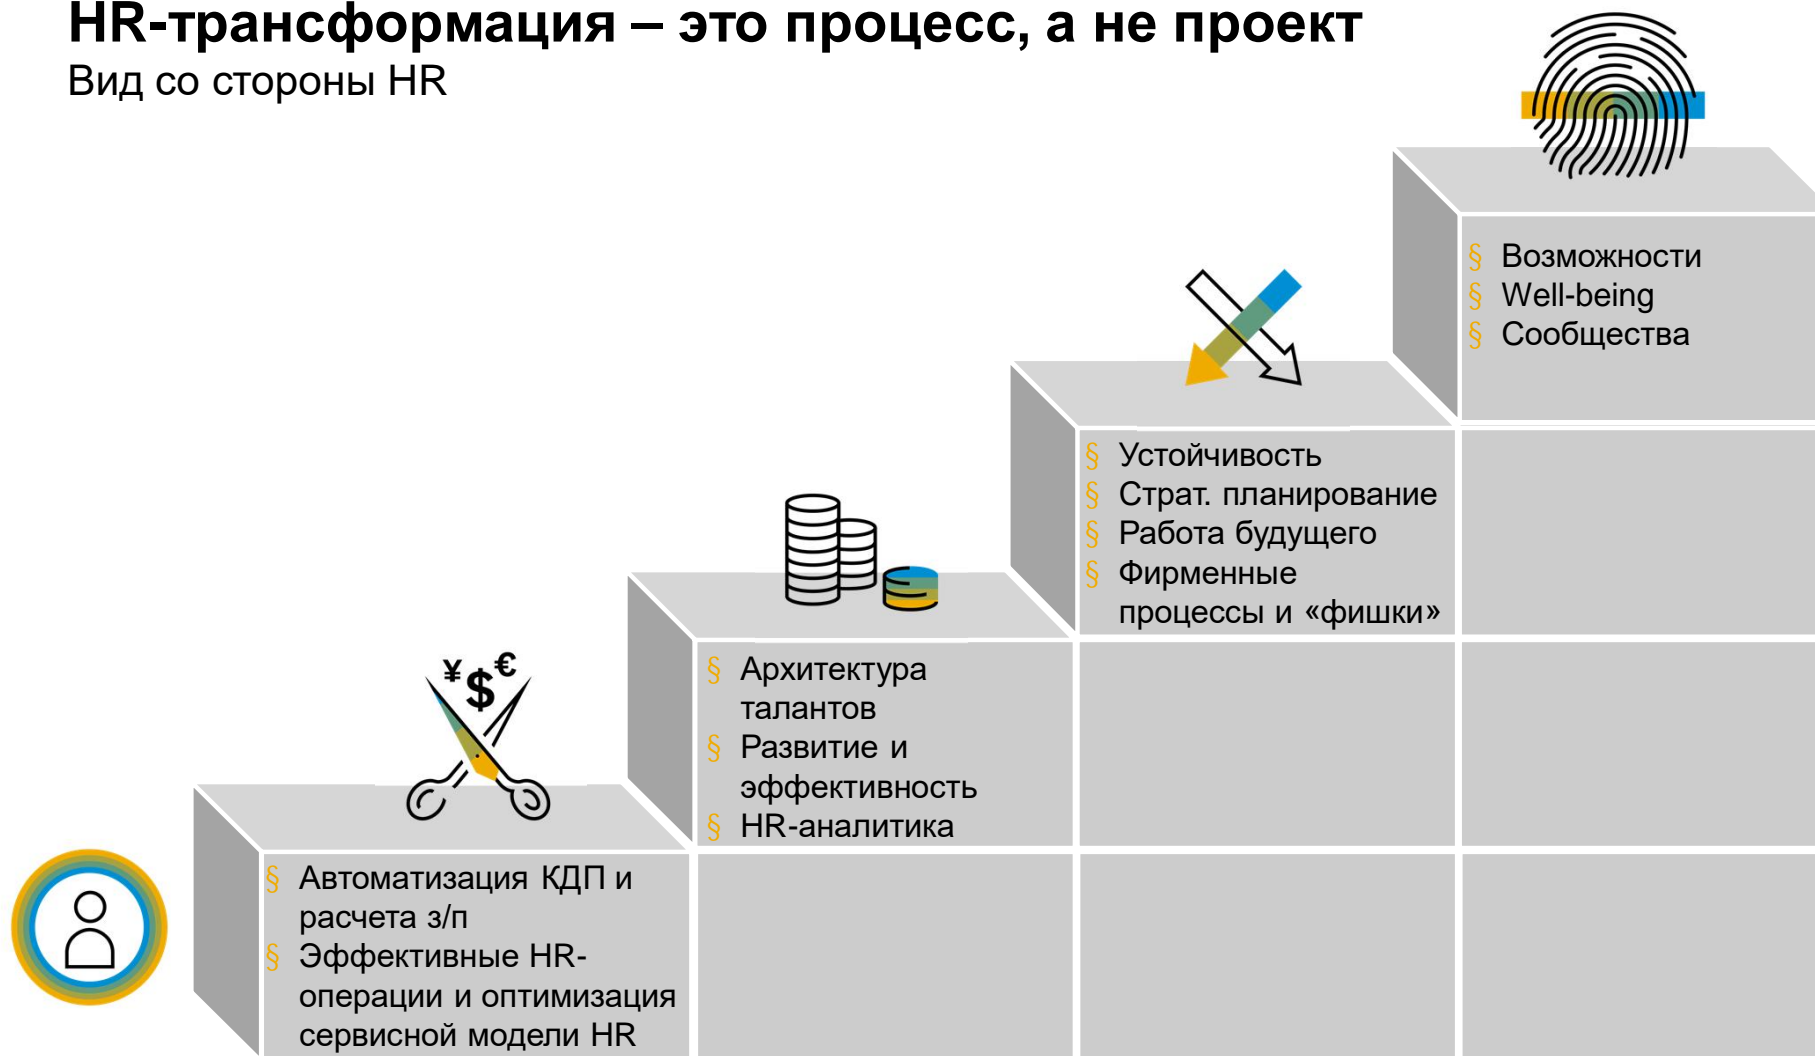 HR-трансформация – это процесс, а не проект
Вид со стороны HR
§ Возможности
§ Well-being
§ Сообщества
§ Устойчивость
§ Страт. планирование
§ Работа будущего
§ Фирменные
процессы и «фишки»
§ Архитектура
талантов
§ Развитие и
эффективность
§ HR-аналитика
¥$€
§ Автоматизация КДП и
расчета з/п
§ Эффективные HR-
операции и оптимизация
сервисной модели HR